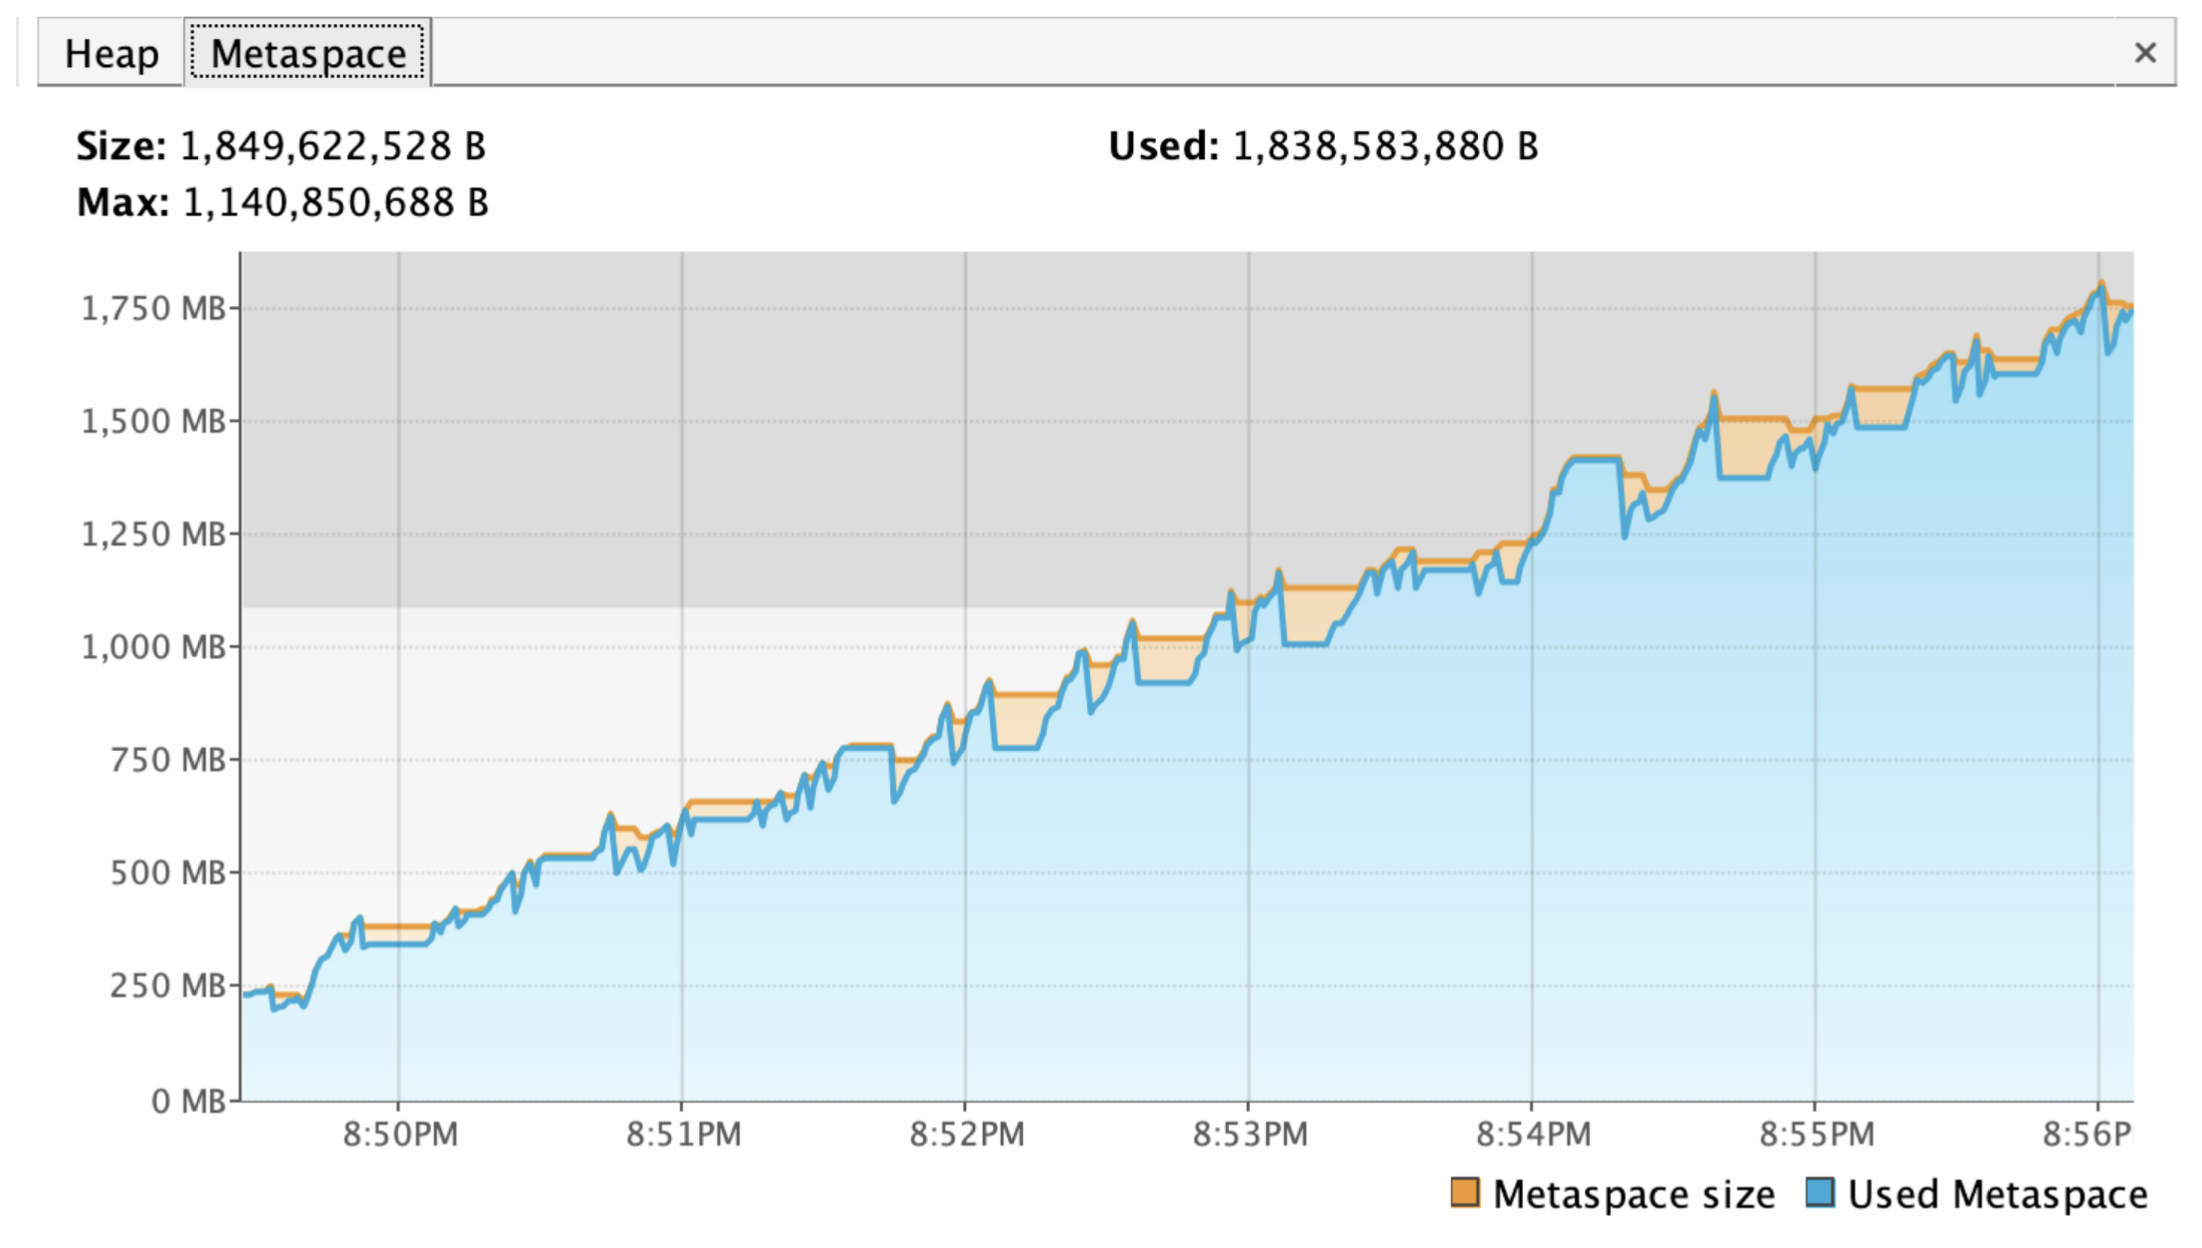 Heap Metaspace ×
Size: 1,849,622,528 B Used: 1,838,583,880 B
Max: 1,140,850,688 B
1,750 MB
1,500 MB
1,250 MB
1,000 MB
750 MB
500 MB
250 MB
0 MB
8:50PM 8:51PM 8:52PM 8:53PM 8:54PM 8:55PM 8:56P
Metaspace size Used Metaspace